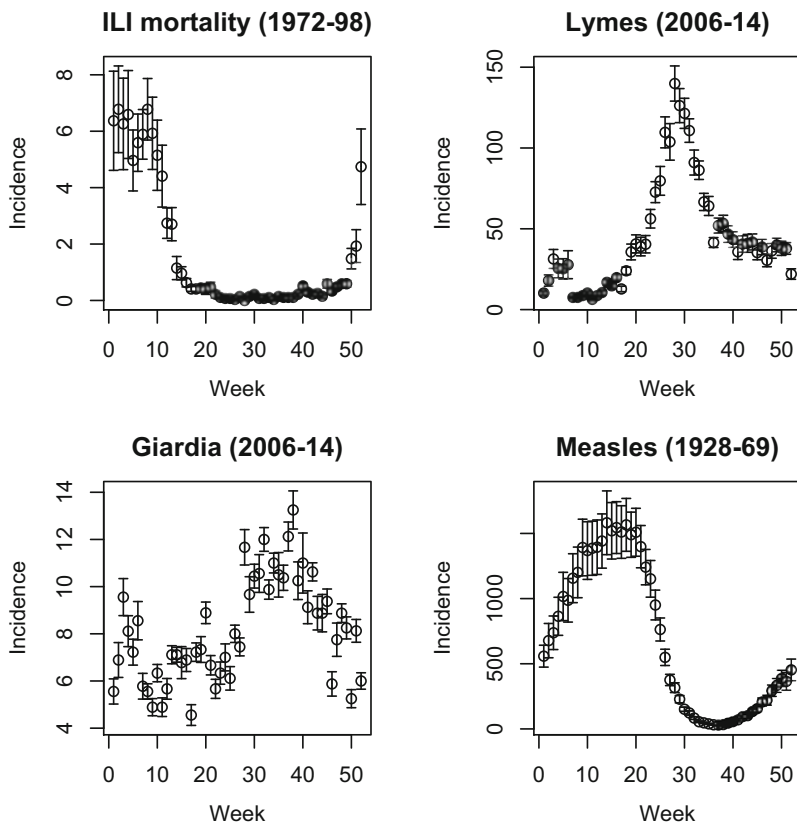 ILI mortality (1972-98)
Incidence
8
6
4
2
0
0 10 20 30 40 50
Week
Lymes (2006-14)
Incidence
150
100
50
0
0 10 20 30 40 50
Week
Giardia (2006-14)
Incidence
14
12
10
8
6
4
0 10 20 30 40 50
Week
Measles (1928-69)
Incidence
1000
500
0
0 10 20 30 40 50
Week